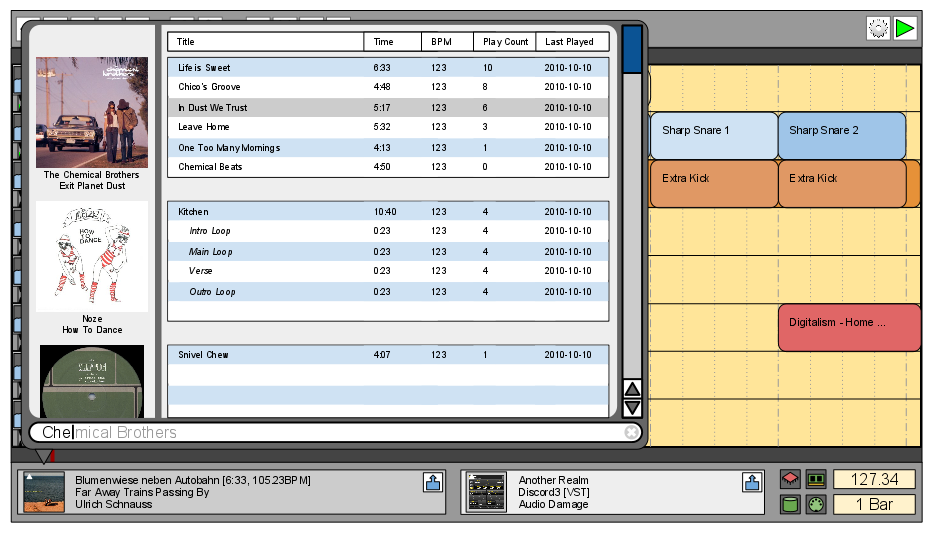 Title Time BPM Play Count Last Played
chemical
brothers
The Chemical Brothers
Exit Planet Dust
Life is Sweet 6:33 123 10 2010-10-10
Chico's Groove 4:48 123 8 2010-10-10
In Dust We Trust 5:17 123 6 2010-10-10
Leave Home 5:32 123 3 2010-10-10
One Too Many Mornings 4:13 123 1 2010-10-10
Chemical Beats 4:50 123 0 2010-10-10
HOW
TO
DANCE
Noze
How To Dance
Kitchen 10:40 123 4 2010-10-10
Intro Loop 0:23 123 4 2010-10-10
Main Loop 0:23 123 4 2010-10-10
Verse 0:23 123 4 2010-10-10
Outro Loop 0:23 123 4 2010-10-10
Snivel Chew 4:07 123 1 2010-10-10
Chemical Brothers
Sharp Snare 1 Sharp Snare 2
Extra Kick Extra Kick
Digitalism - Home ...
Blumenwiese neben Autobahn [6:33, 105.23BPM]
Far Away Trains Passing By
Ulrich Schnauss
Another Realm
Discord3 [VST]
Audio Damage
127.34
1 Bar